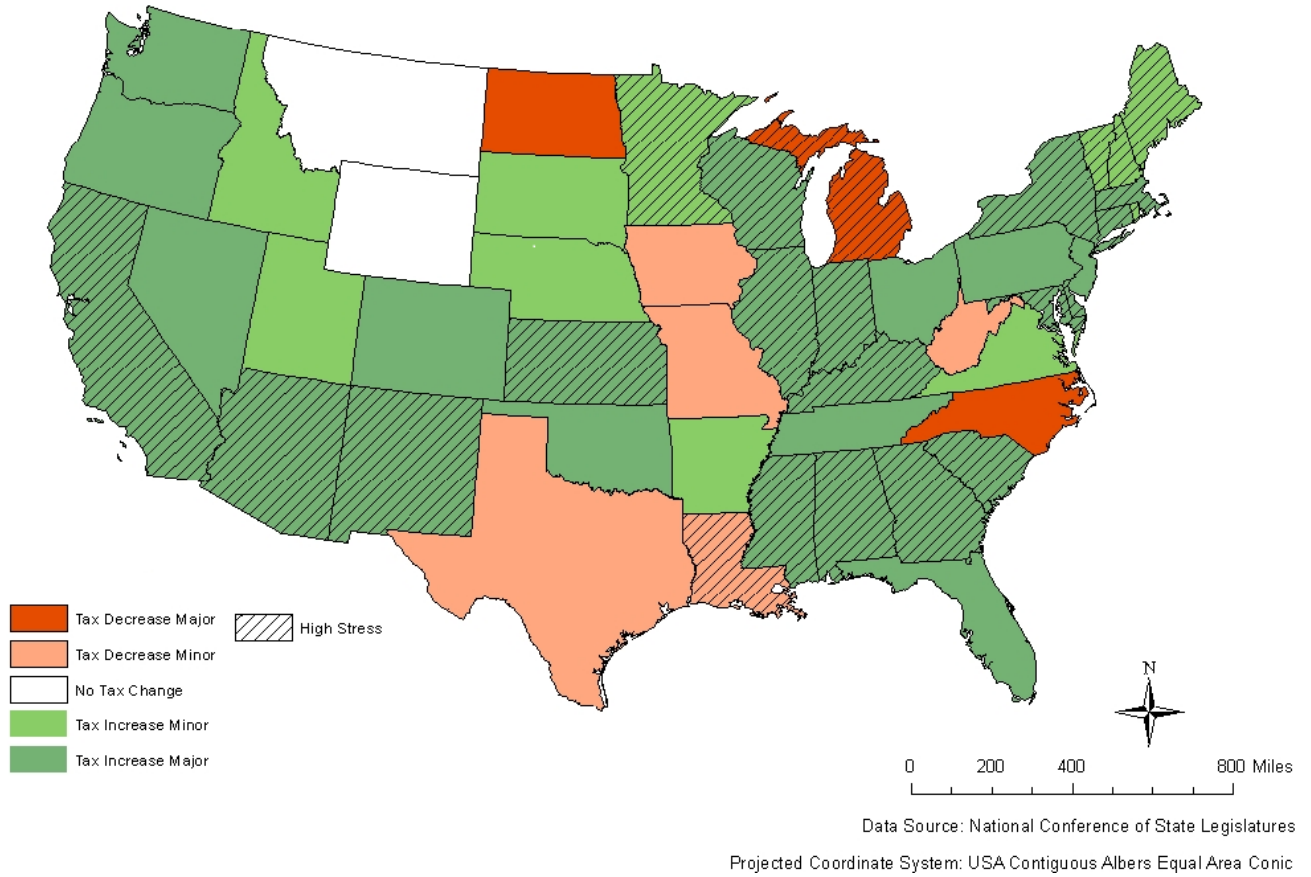 Tax Decrease Major
High Stress
Tax Decrease Minor
No Tax Change
Tax Increase Minor
Tax Increase Major
N
0 200 400 800 Miles
Data Source: National Conference of State Legislatures
Projected Coordinate System: USA Contiguous Albers Equal Area Conic